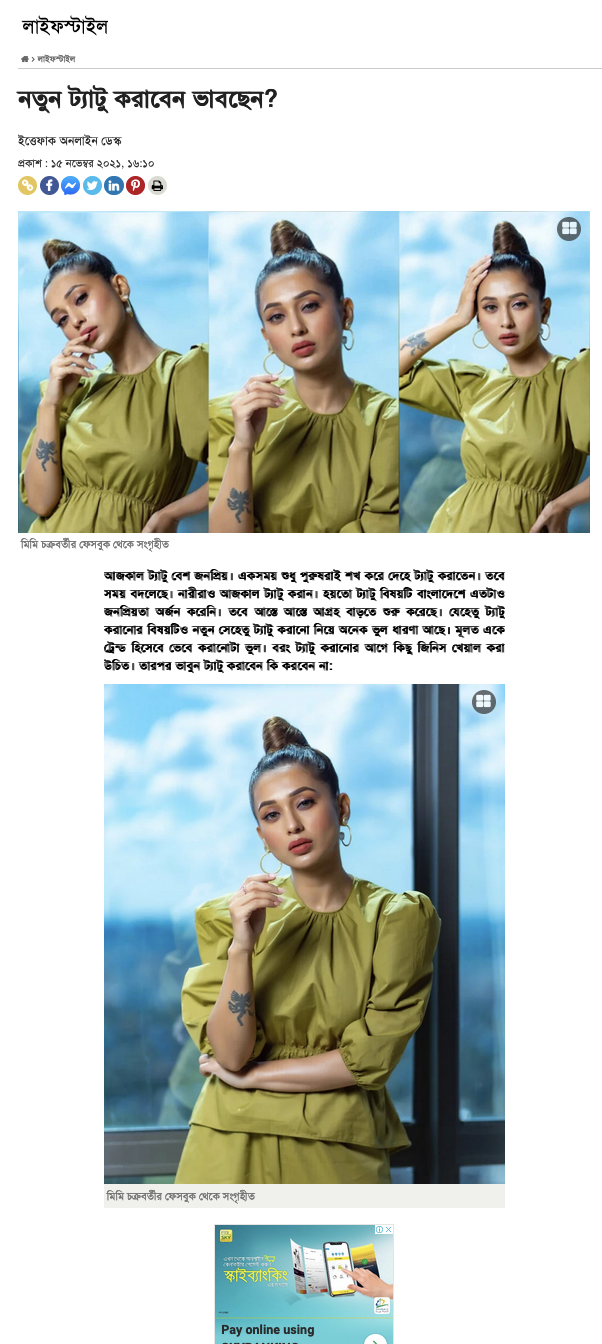 লাইফস্টাইল
› লাইফস্টাইল
নতুন ট্যাটু করাবেন ভাবছেন?
ইত্তেফাক অনলাইন ডেস্ক
প্রকাশ : ১৫ নভেম্বর ২০২১, ১৬:১০
মিমি চক্রবর্তীর ফেসবুক থেকে সংগৃহীত
আজকাল ট্যাটু বেশ জনপ্রিয়। একসময় শুধু পুরুষরাই শখ করে দেহে ট্যাটু করাতেন। তবে
সময় বদলেছে। নারীরাও আজকাল ট্যাটু করান। হয়তো ট্যাটু বিষয়টি বাংলাদেশে এতটাও
জনপ্রিয়তা অর্জন করেনি। তবে আস্তে আস্তে আগ্রহ বাড়তে শুরু করেছে। যেহেতু ট্যাটু
করানোর বিষয়টিও নতুন সেহেতু ট্যাটু করানো নিয়ে অনেক ভুল ধারণা আছে। মূলত একে
ট্রেন্ড হিসেবে ভেবে করানোটা ভুল। বরং ট্যাটু করানোর আগে কিছু জিনিস খেয়াল করা
উচিত। তারপর ভাবুন ট্যাটু করাবেন কি করবেন না:
মিমি চক্রবর্তীর ফেসবুক থেকে সংগৃহীত
স্কাইব্যাংকিং
Pay online using